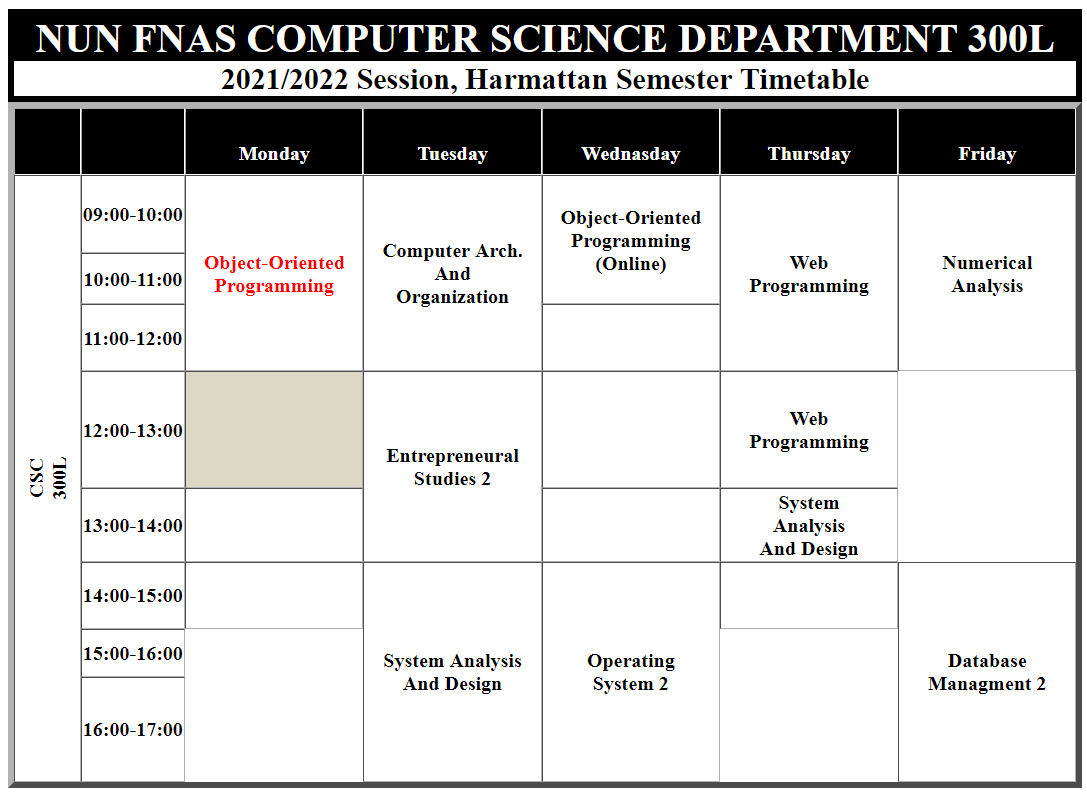 NUN FNAS COMPUTER SCIENCE DEPARTMENT 300L
2021/2022 Session, Harmattan Semester Timetable
Monday
Tuesday
Wednasday
Thursday
Friday
CSC
300L
09:00-10:00
Object-Oriented
Programming
Computer Arch.
And
Organization
Object-Oriented
Programming
(Online)
Web
Programming
Numerical
Analysis
10:00-11:00
11:00-12:00
12:00-13:00
Entrepreneural
Studies 2
Web
Programming
13:00-14:00
System
Analysis
And Design
14:00-15:00
System Analysis
And Design
Operating
System 2
Database
Managment 2
15:00-16:00
16:00-17:00